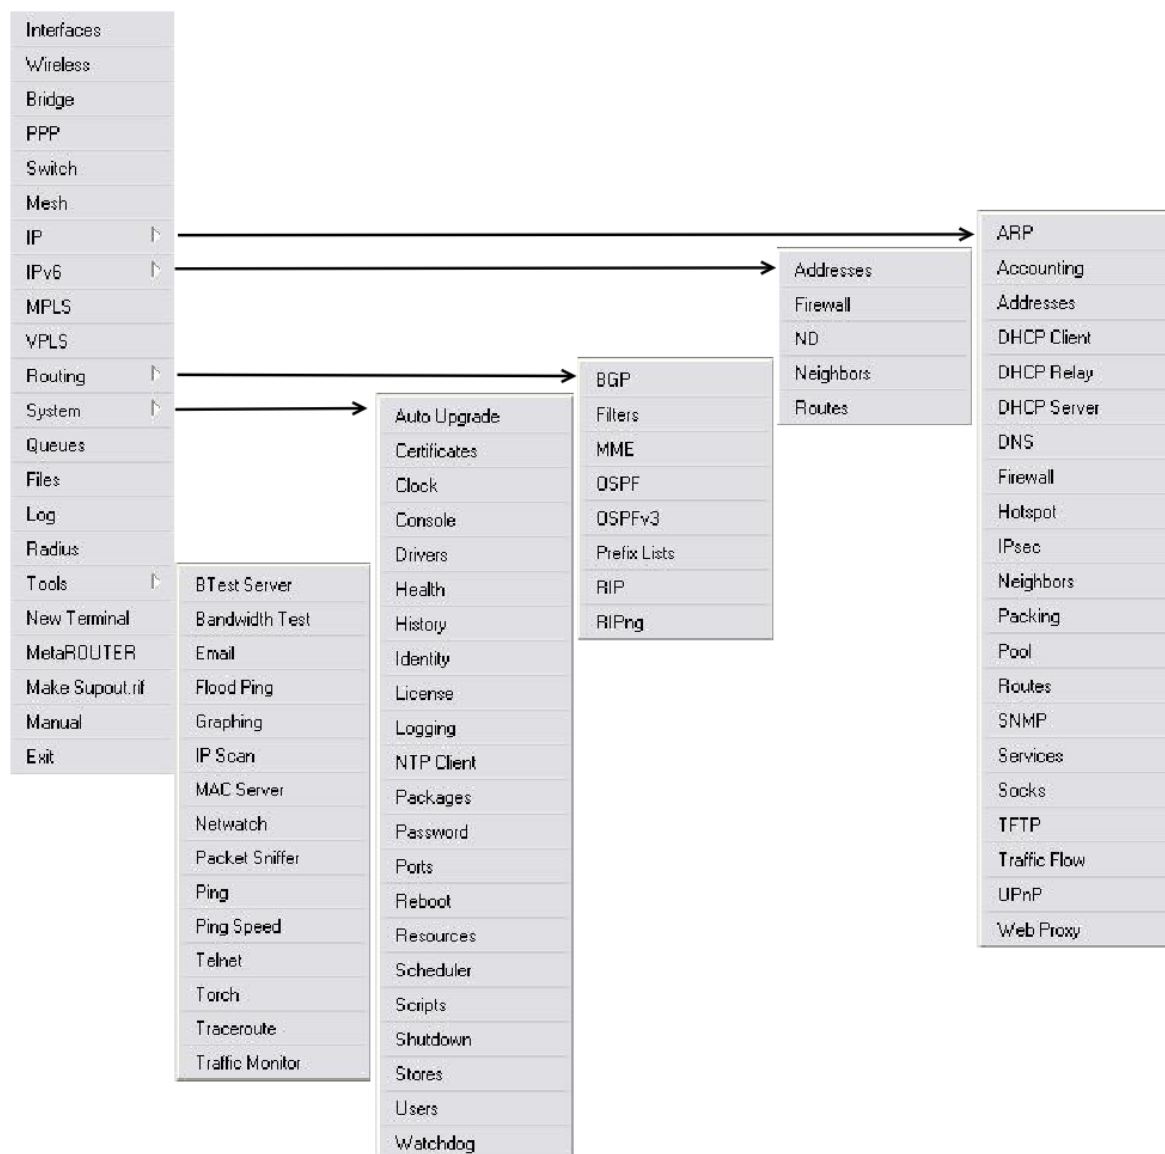 Interfaces
Wireless
Bridge
PPP
Switch
Mesh
IP
IPv6
MPLS
VPLS
Routing
System
Queues
Files
Log
Radius
Tools
New Terminal
MetaROUTER
Make Supout.rif
Manual
Exit
BTest Server
Bandwidth Test
Email
Flood Ping
Graphing
IP Scan
MAC Server
Netwatch
Packet Sniffer
Ping
Ping Speed
Telnet
Torch
Traceroute
Traffic Monitor
Auto Upgrade
Certificates
Clock
Console
Drivers
Health
History
Identity
License
Logging
NTP Client
Packages
Password
Ports
Reboot
Resources
Scheduler
Scripts
Shutdown
Stores
Users
Watchdog
BGP
Filters
MME
OSPF
OSPFv3
Prefix Lists
RIP
RIPng
Addresses
Firewall
ND
Neighbors
Routes
ARP
Accounting
Addresses
DHCP Client
DHCP Relay
DHCP Server
DNS
Firewall
Hotspot
IPsec
Neighbors
Packing
Pool
Routes
SNMP
Services
Socks
TFTP
Traffic Flow
UPnP
Web Proxy